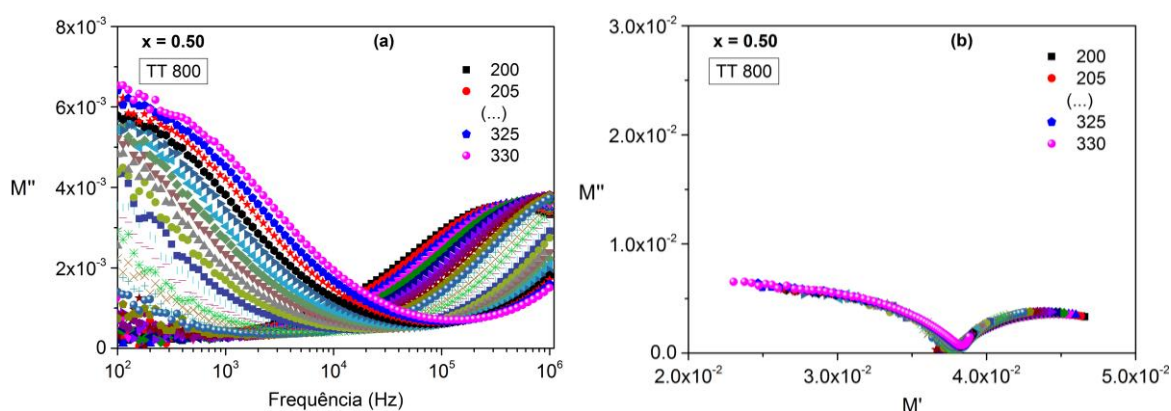 8x10⁻³
6x10⁻³
4x10⁻³
2x10⁻³
0
M''
10² 10³ 10⁴ 10⁵ 10⁶
Frequência (Hz)
x = 0.50
TT 800
(a)
200
205
(...)
325
330
3.0x10⁻²
2.0x10⁻²
1.0x10⁻²
0.0
M''
2.0x10⁻² 3.0x10⁻² 4.0x10⁻² 5.0x10⁻²
M'
x = 0.50
TT 800
(b)
200
205
(...)
325
330